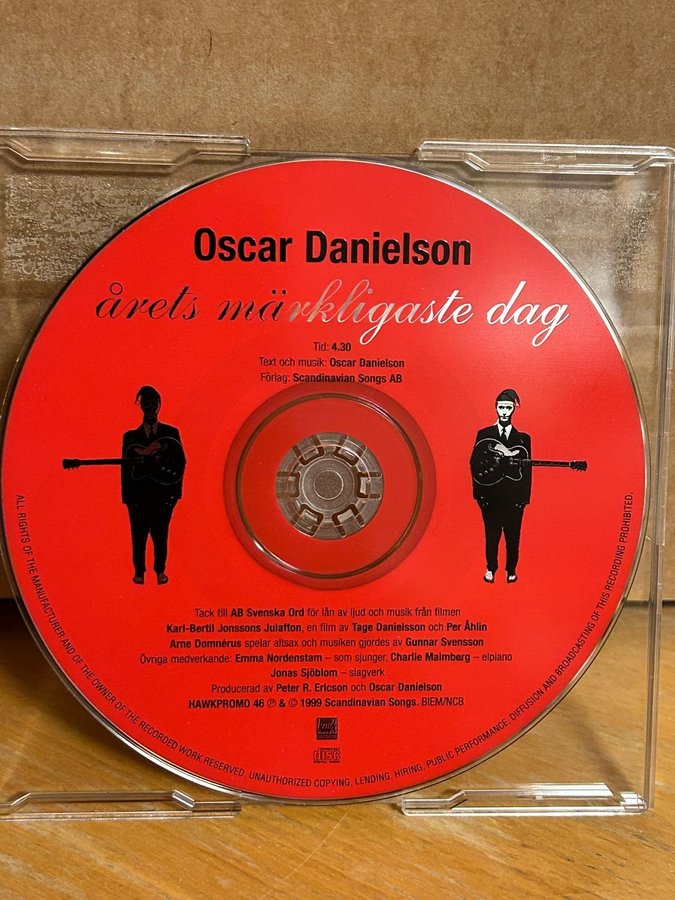 Oscar Danielson
årets märkligaste dag
Tid: 4.30
Text och musik: Oscar Danielson
Förlag: Scandinavian Songs AB
Tack till AB Svenska Ord för lån av ljud och musik från filmen
Karl-Bertil Jonssons Julafton, en film av Tage Danielsson och Per Åhlin
Arne Domnérus spelar altsax och musiken gjordes av Gunnar Svensson
Övriga medverkande: Emma Nordenstam – som sjunger, Charlie Malmberg – elpiano
Jonas Sjöblom – slagverk
Producerad av Peter R. Ericson och Oscar Danielson
HAWKPROMO 46 ℗ & © 1999 Scandinavian Songs. BIEM/NCB
COMPACT
disc
DIGITAL AUDIO
ALL RIGHTS OF THE MANUFACTURER AND OF THE OWNER OF THE RECORDED WORK RESERVED. UNAUTHORIZED COPYING, LENDING, HIRING, PUBLIC PERFORMANCE, DIFFUSION AND BROADCASTING OF THIS RECORDING PROHIBITED.